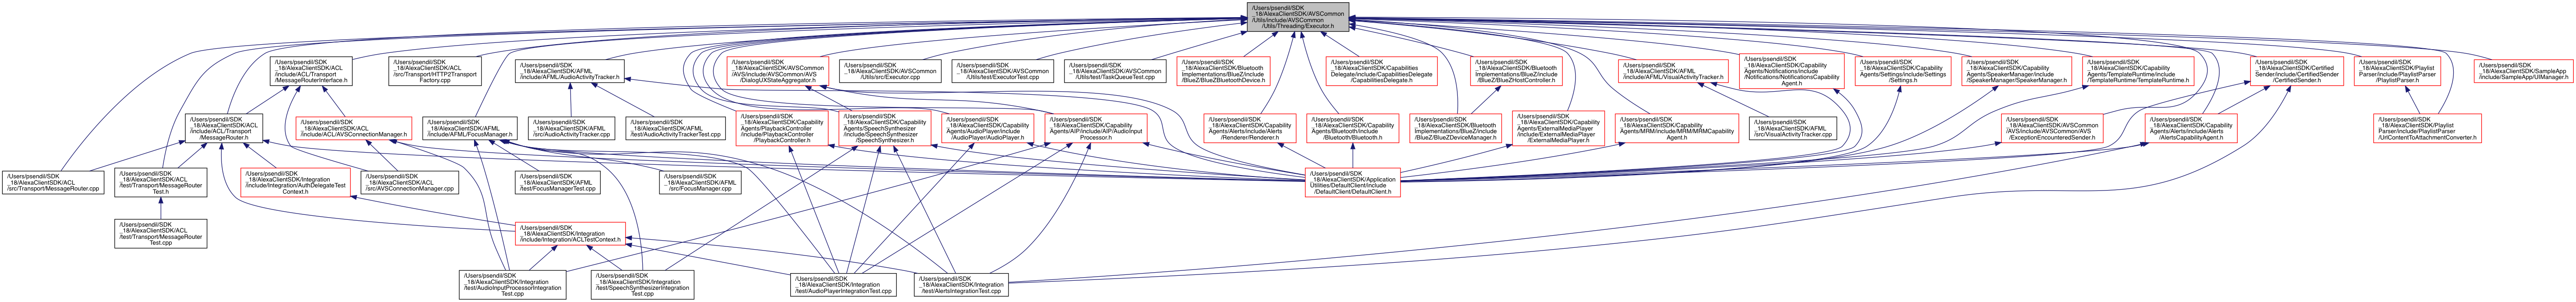 /Users/psendil/SDK
_18/AlexaClientSDK/AVSCommon
/Utils/include/AVSCommon
/Utils/Threading/Executor.h
/Users/psendil/SDK
_18/AlexaClientSDK/ACL
/include/ACL/Transport
/MessageRouterInterface.h
/Users/psendil/SDK
_18/AlexaClientSDK/ACL
/src/Transport/HTTP2Transport
Factory.cpp
/Users/psendil/SDK
_18/AlexaClientSDK/AFML
/include/AFML/AudioActivityTracker.h
/Users/psendil/SDK
_18/AlexaClientSDK/AVSCommon
/AVS/include/AVSCommon/AVS
/DialogUXStateAggregator.h
/Users/psendil/SDK
_18/AlexaClientSDK/AVSCommon
/Utils/src/Executor.cpp
/Users/psendil/SDK
_18/AlexaClientSDK/AVSCommon
/Utils/test/ExecutorTest.cpp
/Users/psendil/SDK
_18/AlexaClientSDK/AVSCommon
/Utils/test/TaskQueueTest.cpp
/Users/psendil/SDK
_18/AlexaClientSDK/Bluetooth
Implementations/BlueZ/include
/BlueZ/BlueZBluetoothDevice.h
/Users/psendil/SDK
_18/AlexaClientSDK/Capabilities
Delegate/include/CapabilitiesDelegate
/CapabilitiesDelegate.h
/Users/psendil/SDK
_18/AlexaClientSDK/Bluetooth
Implementations/BlueZ/include
/BlueZ/BlueZHostController.h
/Users/psendil/SDK
_18/AlexaClientSDK/AFML
/include/AFML/VisualActivityTracker.h
/Users/psendil/SDK
_18/AlexaClientSDK/Capability
Agents/Notifications/include
/Notifications/NotificationsCapability
Agent.h
/Users/psendil/SDK
_18/AlexaClientSDK/Capability
Agents/Settings/include/Settings
/Settings.h
/Users/psendil/SDK
_18/AlexaClientSDK/Capability
Agents/SpeakerManager/include
/SpeakerManager/SpeakerManager.h
/Users/psendil/SDK
_18/AlexaClientSDK/Capability
Agents/TemplateRuntime/include
/TemplateRuntime/TemplateRuntime.h
/Users/psendil/SDK
_18/AlexaClientSDK/Certified
Sender/include/CertifiedSender
/CertifiedSender.h
/Users/psendil/SDK
_18/AlexaClientSDK/Playlist
Parser/include/PlaylistParser
/PlaylistParser.h
/Users/psendil/SDK
_18/AlexaClientSDK/SampleApp
/include/SampleApp/UIManager.h
/Users/psendil/SDK
_18/AlexaClientSDK/ACL
/include/ACL/Transport
/MessageRouter.h
/Users/psendil/SDK
_18/AlexaClientSDK/ACL
/include/ACL/AVSConnectionManager.h
/Users/psendil/SDK
_18/AlexaClientSDK/AFML
/include/AFML/FocusManager.h
/Users/psendil/SDK
_18/AlexaClientSDK/AFML
/src/AudioActivityTracker.cpp
/Users/psendil/SDK
_18/AlexaClientSDK/AFML
/test/AudioActivityTrackerTest.cpp
/Users/psendil/SDK
_18/AlexaClientSDK/Capability
Agents/PlaybackController
/include/PlaybackController
/PlaybackController.h
/Users/psendil/SDK
_18/AlexaClientSDK/Capability
Agents/SpeechSynthesizer
/include/SpeechSynthesizer
/SpeechSynthesizer.h
/Users/psendil/SDK
_18/AlexaClientSDK/Capability
Agents/AudioPlayer/include
/AudioPlayer/AudioPlayer.h
/Users/psendil/SDK
_18/AlexaClientSDK/Capability
Agents/AIP/include/AIP/AudioInput
Processor.h
/Users/psendil/SDK
_18/AlexaClientSDK/Capability
Agents/Alerts/include/Alerts
/Renderer/Renderer.h
/Users/psendil/SDK
_18/AlexaClientSDK/Capability
Agents/Bluetooth/include
/Bluetooth/Bluetooth.h
/Users/psendil/SDK
_18/AlexaClientSDK/Bluetooth
Implementations/BlueZ/include
/BlueZ/BlueZDeviceManager.h
/Users/psendil/SDK
_18/AlexaClientSDK/Capability
Agents/ExternalMediaPlayer
/include/ExternalMediaPlayer
/ExternalMediaPlayer.h
/Users/psendil/SDK
_18/AlexaClientSDK/Capability
Agents/MRM/include/MRM/MRMCapability
Agent.h
/Users/psendil/SDK
_18/AlexaClientSDK/AFML
/src/VisualActivityTracker.cpp
/Users/psendil/SDK
_18/AlexaClientSDK/AVSCommon
/AVS/include/AVSCommon/AVS
/ExceptionEncounteredSender.h
/Users/psendil/SDK
_18/AlexaClientSDK/Capability
Agents/Alerts/include/Alerts
/AlertsCapabilityAgent.h
/Users/psendil/SDK
_18/AlexaClientSDK/Playlist
Parser/include/PlaylistParser
/UrlContentToAttachmentConverter.h
/Users/psendil/SDK
_18/AlexaClientSDK/ACL
/src/Transport/MessageRouter.cpp
/Users/psendil/SDK
_18/AlexaClientSDK/ACL
/test/Transport/MessageRouter
Test.h
/Users/psendil/SDK
_18/AlexaClientSDK/Integration
/include/Integration/AuthDelegateTest
Context.h
/Users/psendil/SDK
_18/AlexaClientSDK/ACL
/src/AVSConnectionManager.cpp
/Users/psendil/SDK
_18/AlexaClientSDK/AFML
/test/FocusManagerTest.cpp
/Users/psendil/SDK
_18/AlexaClientSDK/AFML
/src/FocusManager.cpp
/Users/psendil/SDK
_18/AlexaClientSDK/Application
Utilities/DefaultClient/include
/DefaultClient/DefaultClient.h
/Users/psendil/SDK
_18/AlexaClientSDK/ACL
/test/Transport/MessageRouter
Test.cpp
/Users/psendil/SDK
_18/AlexaClientSDK/Integration
/include/Integration/ACLTestContext.h
/Users/psendil/SDK
_18/AlexaClientSDK/Integration
/test/AudioInputProcessorIntegration
Test.cpp
/Users/psendil/SDK
_18/AlexaClientSDK/Integration
/test/SpeechSynthesizerIntegration
Test.cpp
/Users/psendil/SDK
_18/AlexaClientSDK/Integration
/test/AudioPlayerIntegrationTest.cpp
/Users/psendil/SDK
_18/AlexaClientSDK/Integration
/test/AlertsIntegrationTest.cpp